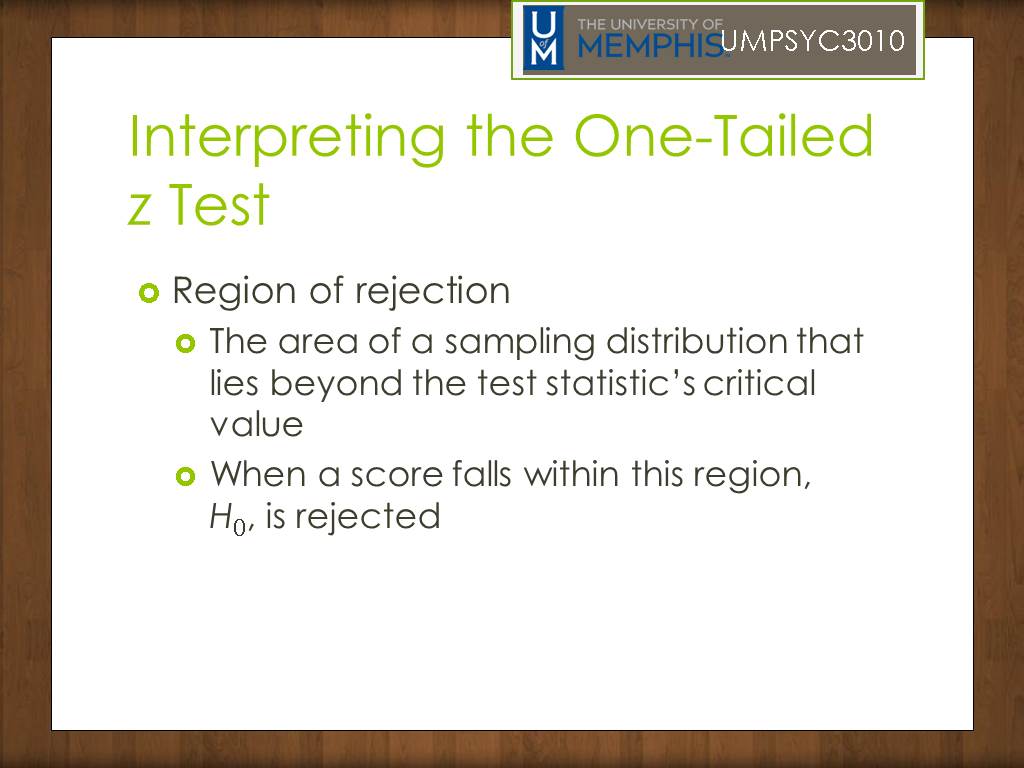 THE UNIVERSITY OF
MEMPHIS
UMPSYC3010
U
of
M
Interpreting the One-Tailed
z Test
Region of rejection
The area of a sampling distribution that
lies beyond the test statistic’s critical
value
When a score falls within this region,
H₀, is rejected